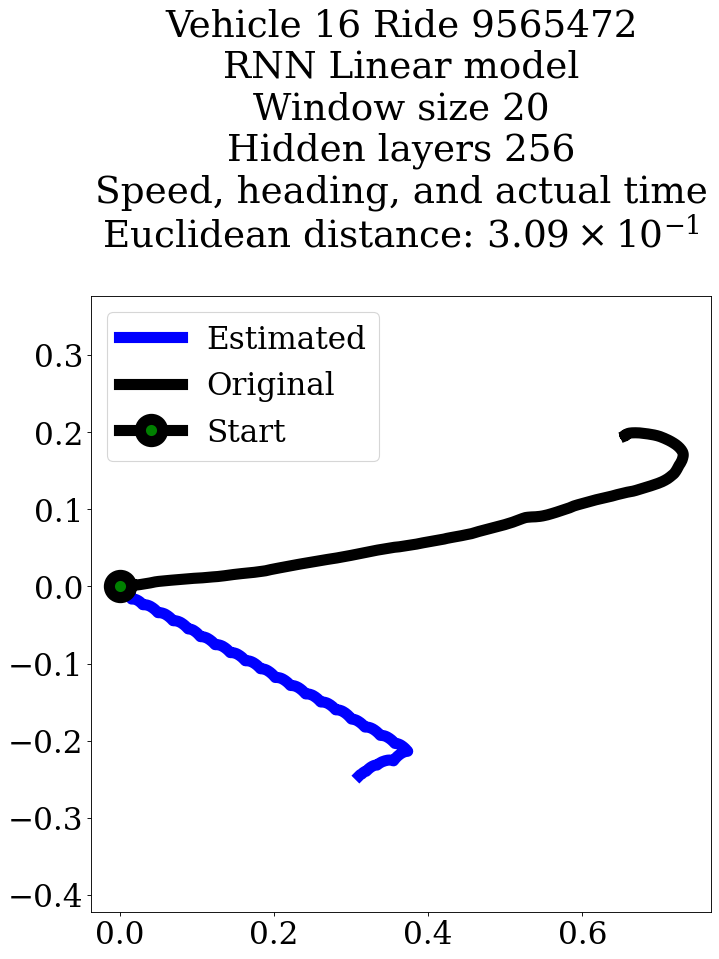 Vehicle 16 Ride 9565472
RNN Linear model
Window size 20
Hidden layers 256
Speed, heading, and actual time
Euclidean distance: 3.09 × 10⁻¹
Estimated
Original
Start
0.3
0.2
0.1
0.0
−0.1
−0.2
−0.3
−0.4
0.0 0.2 0.4 0.6